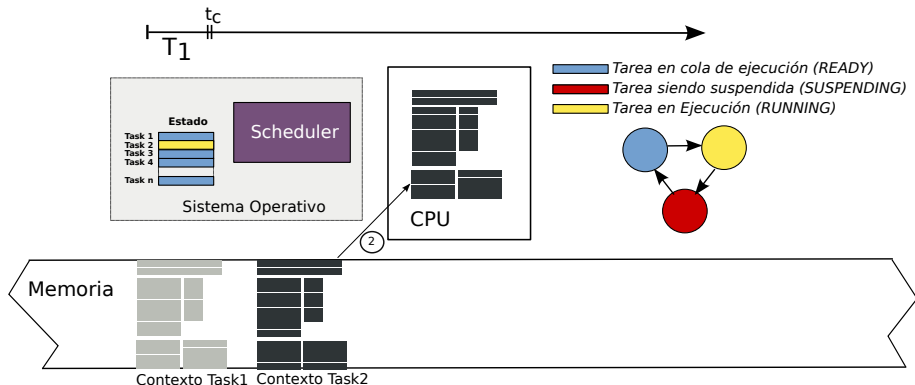 tc
T1
Tarea en cola de ejecución (READY)
Tarea siendo suspendida (SUSPENDING)
Tarea en Ejecución (RUNNING)
Estado
Task 1
Task 2
Task 3
Task 4
Task n
Scheduler
Sistema Operativo
CPU
2
Memoria
Contexto Task1
Contexto Task2